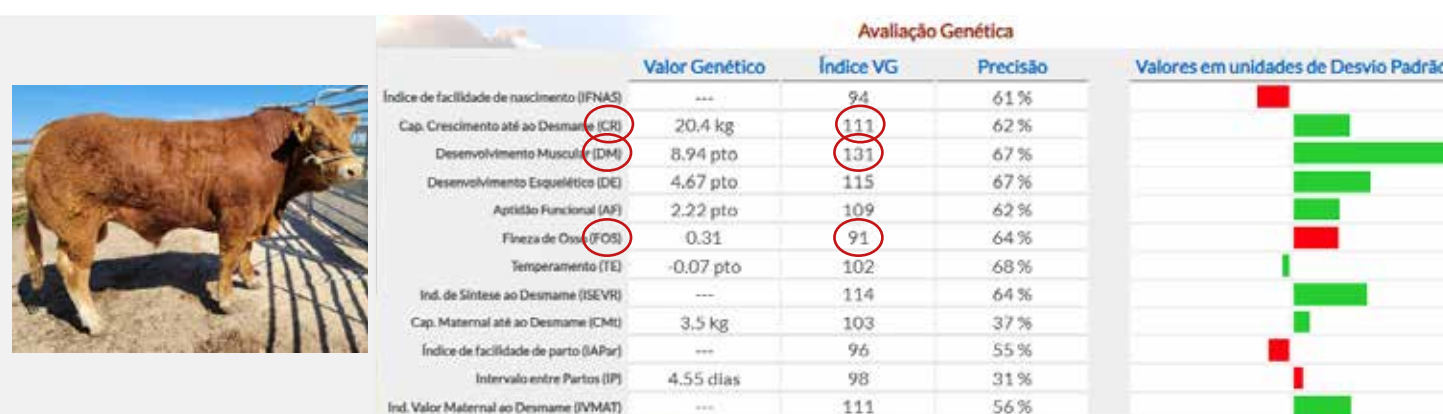 Avaliação Genética
Valor Genético Índice VG Precisão Valores em unidades de Desvio Padrão
Índice de facilidade de nascimento (IFNAS) --- 94 61 %
Cap. Crescimento até ao Desmame (CR) 20.4 kg 111 62 %
Desenvolvimento Muscular (DM) 8.94 pto 131 67 %
Desenvolvimento Esquelético (DE) 4.67 pto 115 67 %
Aptidão Funcional (AF) 2.22 pto 109 62 %
Fineza de Osso (FOS) 0.31 91 64 %
Temperamento (TE) -0.07 pto 102 68 %
Ind. de Síntese ao Desmame (ISEVR) --- 114 64 %
Cap. Maternal até ao Desmame (CMt) 3.5 kg 103 37 %
Índice de facilidade de parto (IAPar) --- 96 55 %
Intervalo entre Partos (IP) 4.55 dias 98 31 %
Ind. Valor Maternal ao Desmame (IVMAT) --- 111 56 %